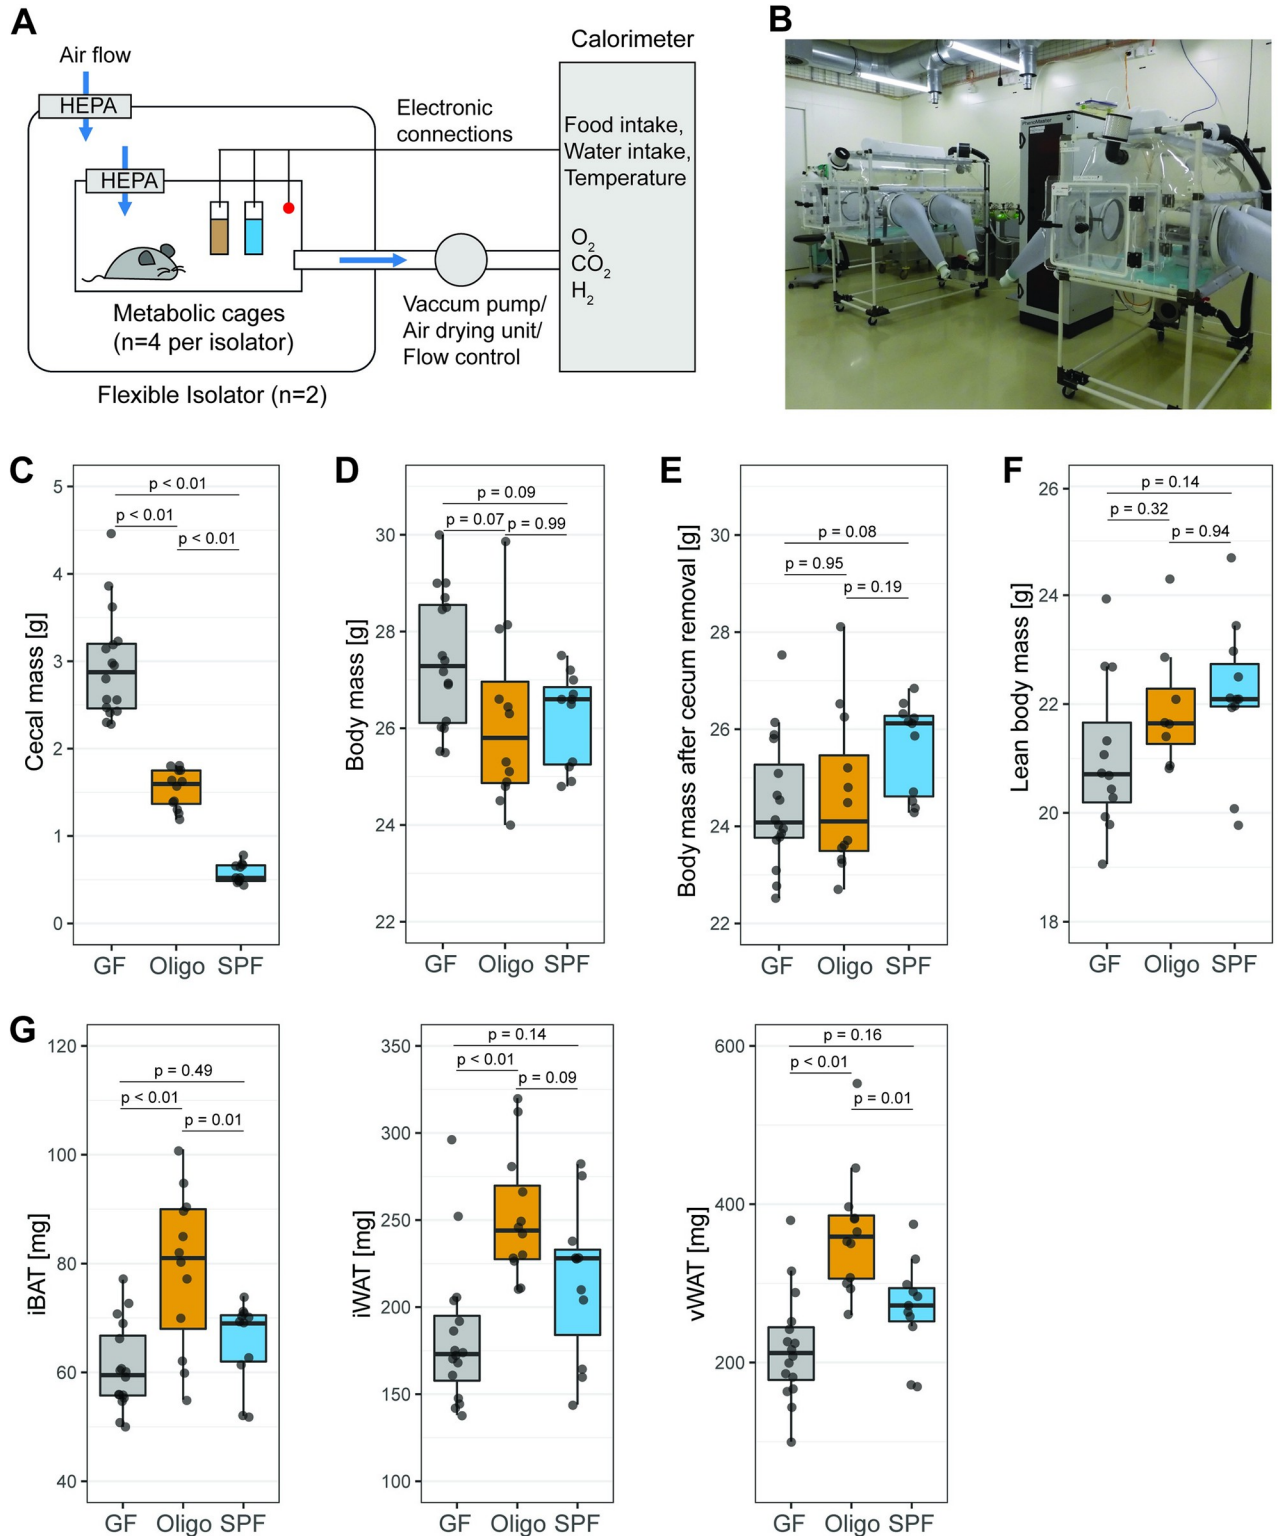 A
Air flow
HEPA
HEPA
Metabolic cages
(n=4 per isolator)
Flexible Isolator (n=2)
Electronic
connections
Vaccum pump/
Air drying unit/
Flow control
Calorimeter
Food intake,
Water intake,
Temperature
O2
CO2
H2
B
PhenoMaster
C
Cecal mass [g]
5
4
3
2
1
0
p < 0.01
p < 0.01
p < 0.01
GF Oligo SPF
D
Body mass [g]
30
28
26
24
22
p = 0.09
p = 0.07
p = 0.99
GF Oligo SPF
E
Body mass after cecum removal [g]
30
28
26
24
22
p = 0.08
p = 0.95
p = 0.19
GF Oligo SPF
F
Lean body mass [g]
26
24
22
20
18
p = 0.14
p = 0.32
p = 0.94
GF Oligo SPF
G
iBAT [mg]
120
100
80
60
40
p = 0.49
p < 0.01
p = 0.01
GF Oligo SPF
iWAT [mg]
350
300
250
200
150
100
p = 0.14
p < 0.01
p = 0.09
GF Oligo SPF
vWAT [mg]
600
400
200
p = 0.16
p < 0.01
p = 0.01
GF Oligo SPF